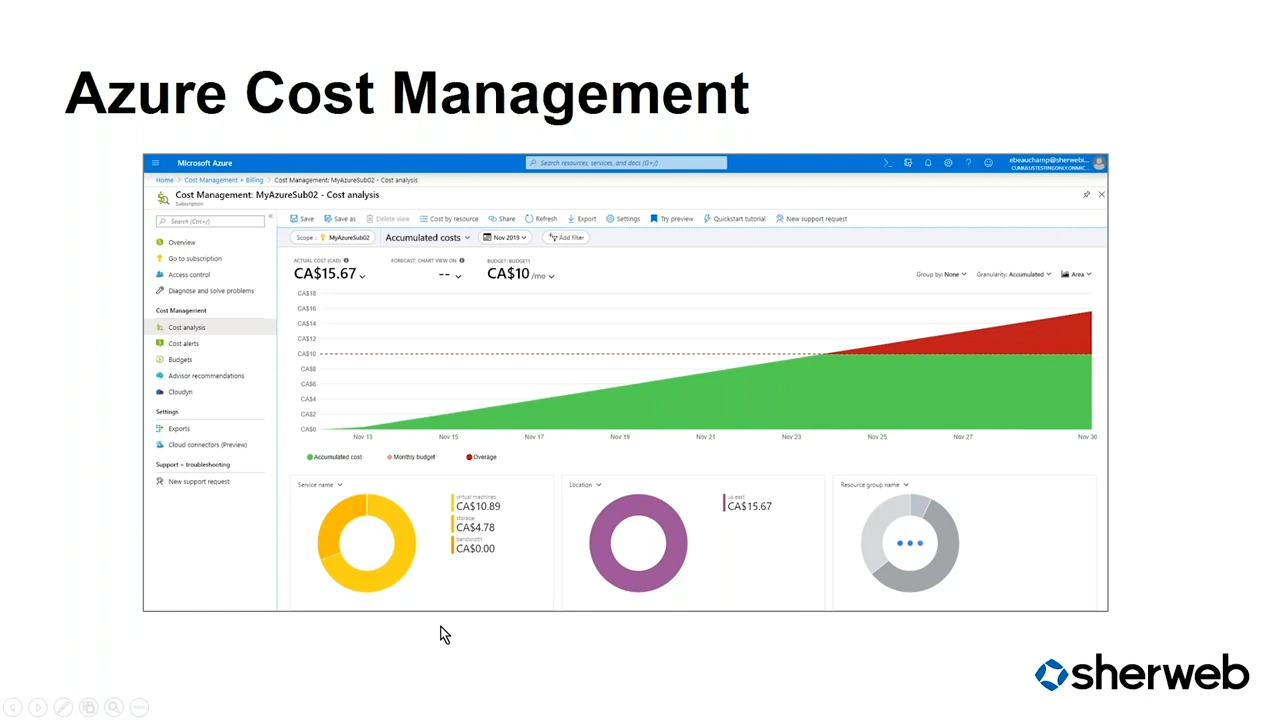 Azure Cost Management
Microsoft Azure
Search resources, services, and docs (G+/)
ebeauchamp@sherwebi...
CUMULUSTESTINGONLY.ONMIC...
Home > Cost Management + Billing > Cost Management: MyAzureSub02 - Cost analysis
Cost Management: MyAzureSub02 - Cost analysis
Subscription
Search (Ctrl+/)
Overview
Go to subscription
Access control
Diagnose and solve problems
Cost Management
Cost analysis
Cost alerts
Budgets
Advisor recommendations
Cloudyn
Settings
Exports
Cloud connectors (Preview)
Support + troubleshooting
New support request
Save Save as Delete view Cost by resource Share Refresh Export Settings Try preview Quickstart tutorial New support request
Scope : MyAzureSub02 Accumulated costs Nov 2019 Add filter
ACTUAL COST (CAD) FORECAST: CHART VIEW ON BUDGET: BUDGET1
CA$15.67 -- CA$10 /mo
Group by: None Granularity: Accumulated Area
CA$18
CA$16
CA$14
CA$12
CA$10
CA$8
CA$6
CA$4
CA$2
CA$0
Nov 13 Nov 15 Nov 17 Nov 19 Nov 21 Nov 23 Nov 25 Nov 27 Nov 30
Accumulated cost Monthly budget Overage
Service name
virtual machines
CA$10.89
storage
CA$4.78
bandwidth
CA$0.00
Location
us east
CA$15.67
Resource group name
sherweb